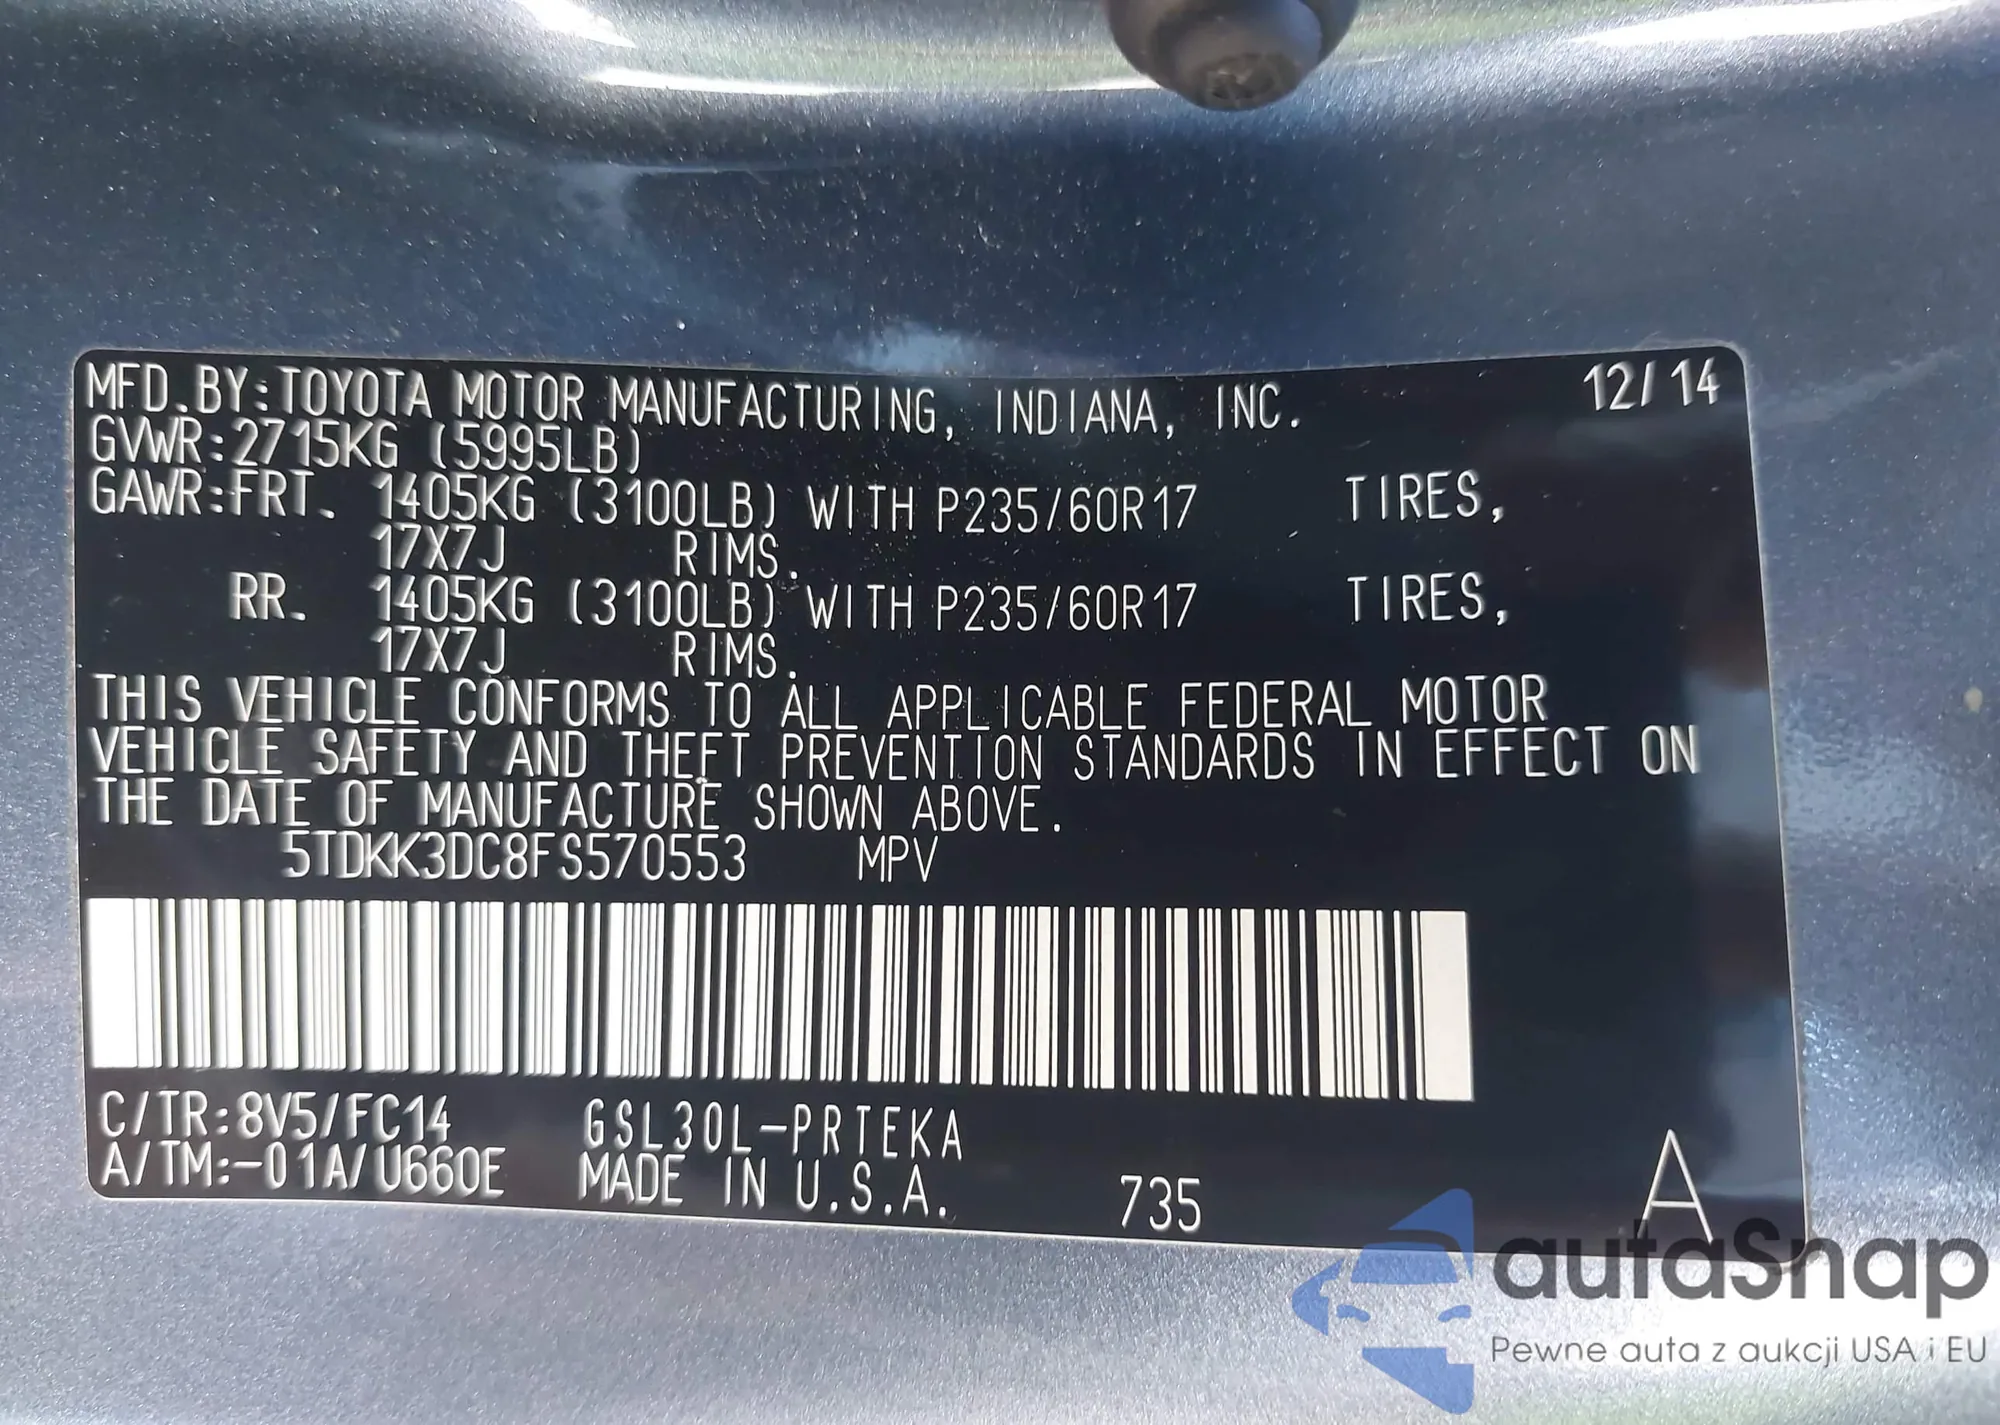 MFD.BY:TOYOTA MOTOR MANUFACTURING, INDIANA, INC. 12/14
GVWR:2715KG (5995LB)
GAWR:FRT. 1405KG (3100LB) WITH P235/60R17 TIRES,
17X7J RIMS.
RR. 1405KG (3100LB) WITH P235/60R17 TIRES,
17X7J RIMS.
THIS VEHICLE CONFORMS TO ALL APPLICABLE FEDERAL MOTOR
VEHICLE SAFETY AND THEFT PREVENTION STANDARDS IN EFFECT ON
THE DATE OF MANUFACTURE SHOWN ABOVE.
5TDKK3DC8FS570553 MPV
C/TR:8V5/FC14 GSL30L-PRTEKA
A/TM:-01A/U660E MADE IN U.S.A. 735 A
autaSnap
Pewne auta z aukcji USA i EU